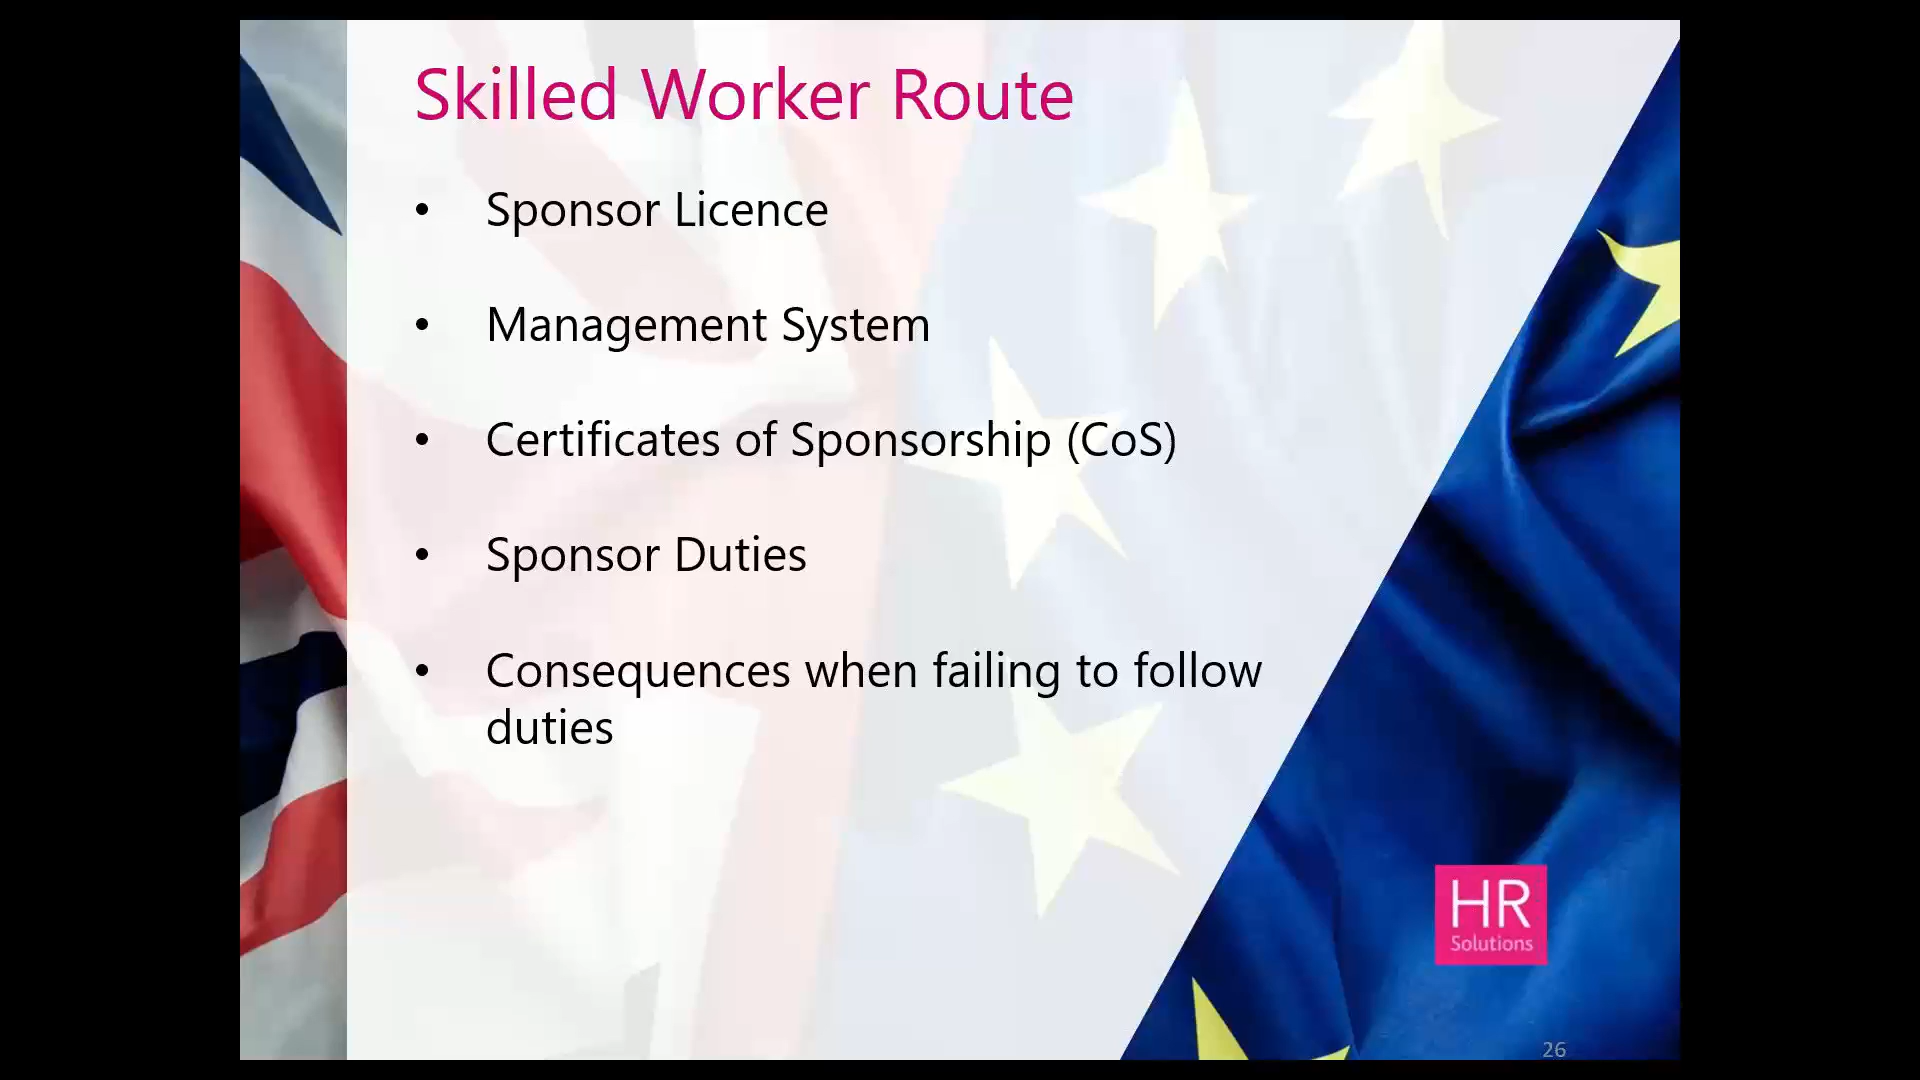 Skilled Worker Route
• Sponsor Licence
• Management System
• Certificates of Sponsorship (CoS)
• Sponsor Duties
• Consequences when failing to follow
duties
HR
Solutions
26